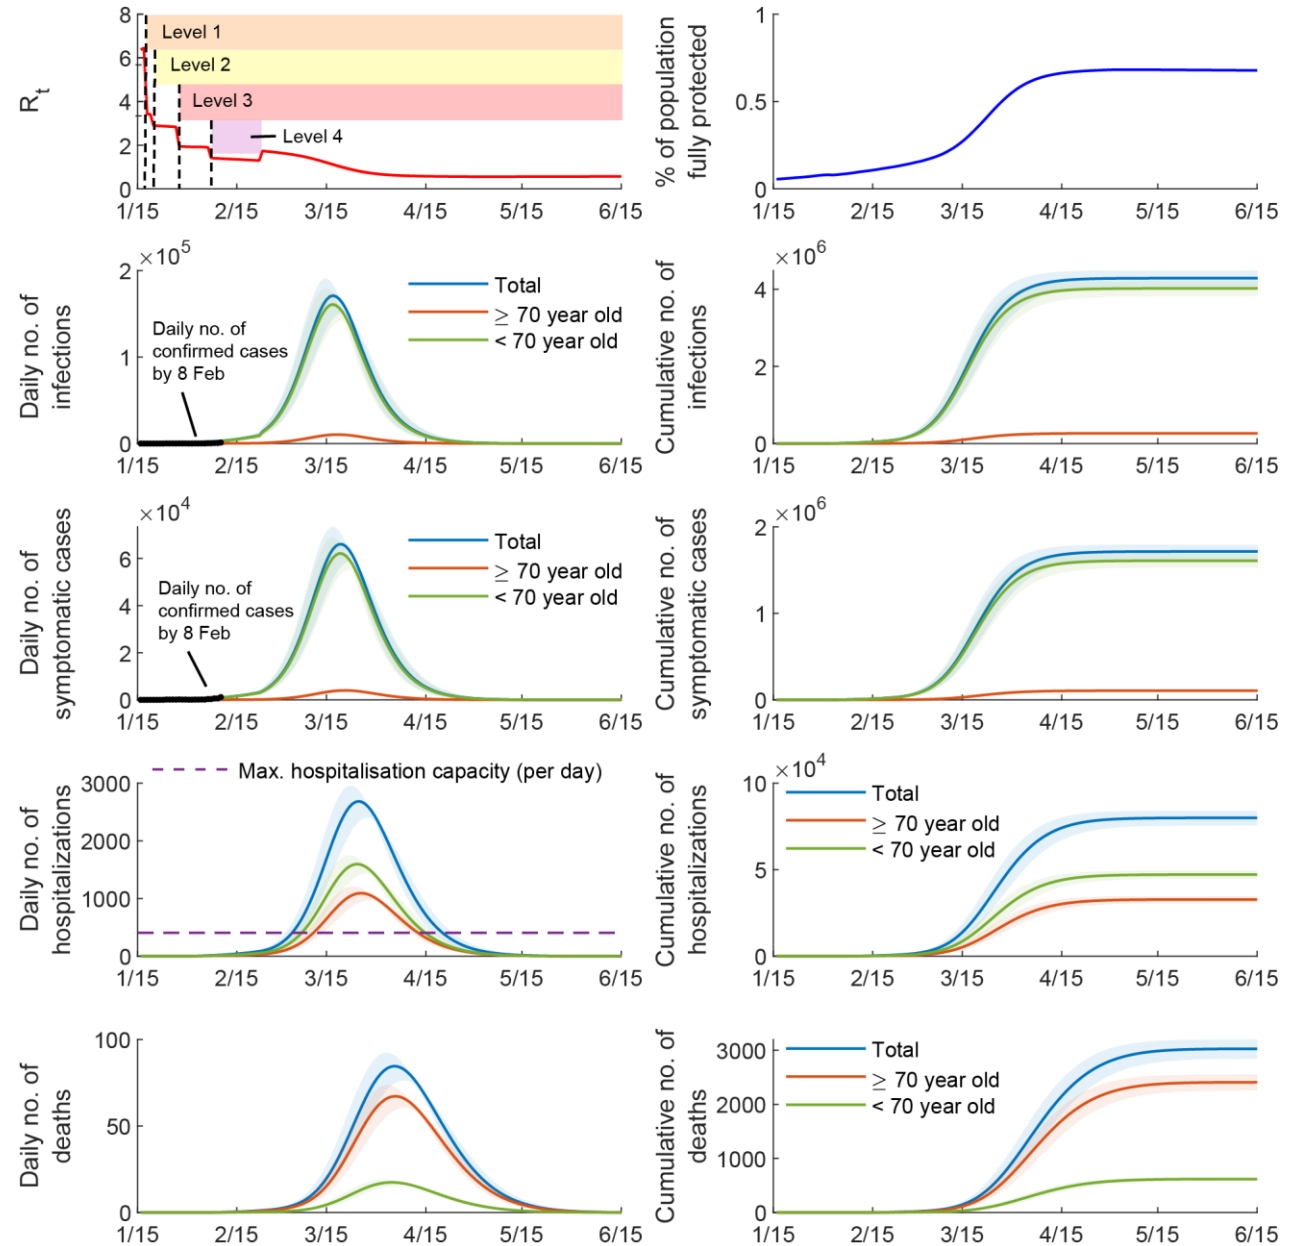 8
6
4
2
0
R_t
Level 1
Level 2
Level 3
Level 4
1/15
2/15
3/15
4/15
5/15
6/15
1
0.5
0
% of population
fully protected
1/15
2/15
3/15
4/15
5/15
6/15
×10⁵
2
1
0
Daily no. of
infections
Total
≥ 70 year old
< 70 year old
Daily no. of
confirmed cases
by 8 Feb
1/15
2/15
3/15
4/15
5/15
6/15
×10⁶
4
2
0
Cumulative no. of
infections
1/15
2/15
3/15
4/15
5/15
6/15
×10⁴
6
4
2
0
Daily no. of
symptomatic cases
Total
≥ 70 year old
< 70 year old
Daily no. of
confirmed cases
by 8 Feb
1/15
2/15
3/15
4/15
5/15
6/15
×10⁶
2
1
0
Cumulative no. of
symptomatic cases
1/15
2/15
3/15
4/15
5/15
6/15
Max. hospitalisation capacity (per day)
3000
2000
1000
0
Daily no. of
hospitalizations
1/15
2/15
3/15
4/15
5/15
6/15
×10⁴
10
5
0
Cumulative no. of
hospitalizations
Total
≥ 70 year old
< 70 year old
1/15
2/15
3/15
4/15
5/15
6/15
100
50
0
Daily no. of
deaths
1/15
2/15
3/15
4/15
5/15
6/15
3000
2000
1000
0
Cumulative no. of
deaths
Total
≥ 70 year old
< 70 year old
1/15
2/15
3/15
4/15
5/15
6/15